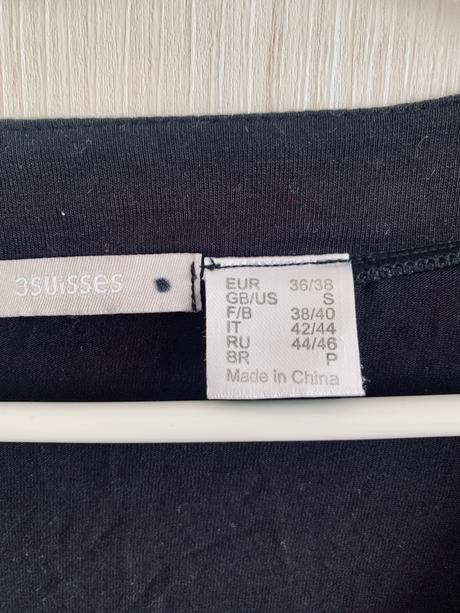 3SUISSES
EUR 36/38
GB/US S
F/B 38/40
IT 42/44
RU 44/46
BR P
Made in China